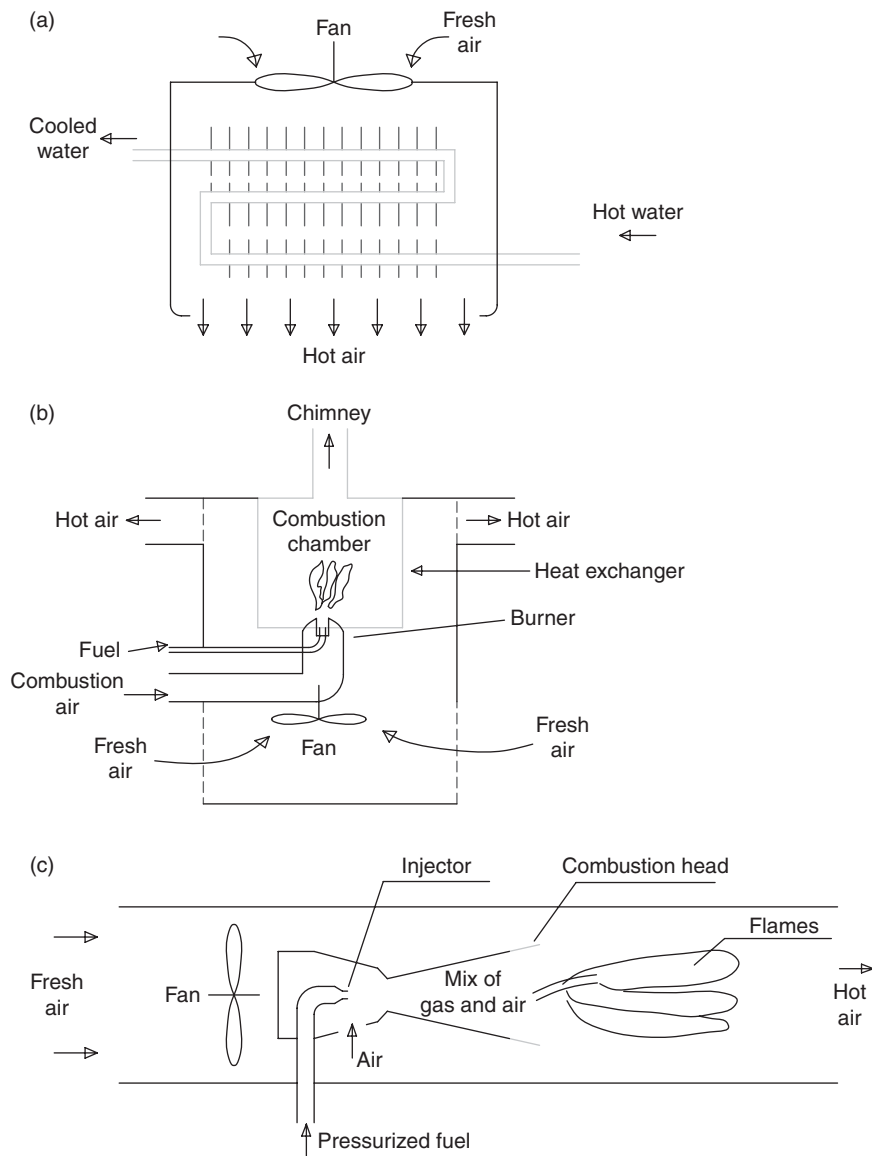 (a)
Fan
Fresh
air
Cooled
water
Hot water
Hot air
(b)
Chimney
Hot air
Combustion
chamber
Hot air
Heat exchanger
Burner
Fuel
Combustion
air
Fresh
air
Fan
Fresh
air
(c)
Injector
Combustion head
Flames
Fresh
air
Fan
Mix of
gas and air
Hot
air
Air
Pressurized fuel